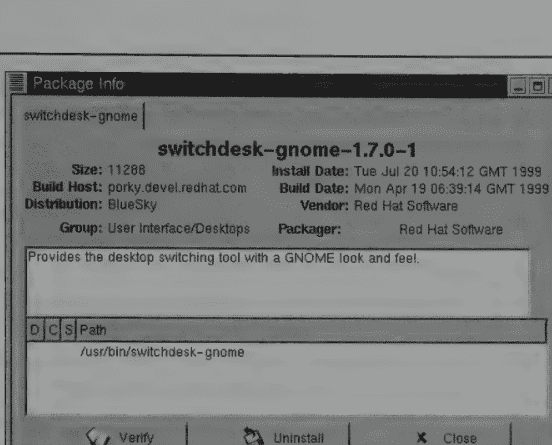 Package Info
switchdesk-gnome
switchdesk-gnome-1.7.0-1
Size: 11288 Install Date: Tue Jul 20 10:54:12 GMT 1999
Build Host: porky.devel.redhat.com Build Date: Mon Apr 19 06:39:14 GMT 1999
Distribution: BlueSky Vendor: Red Hat Software
Group: User Interface/Desktops Packager: Red Hat Software
Provides the desktop switching tool with a GNOME look and feel.
D C S Path
/usr/bin/switchdesk-gnome
Verify Uninstall Close